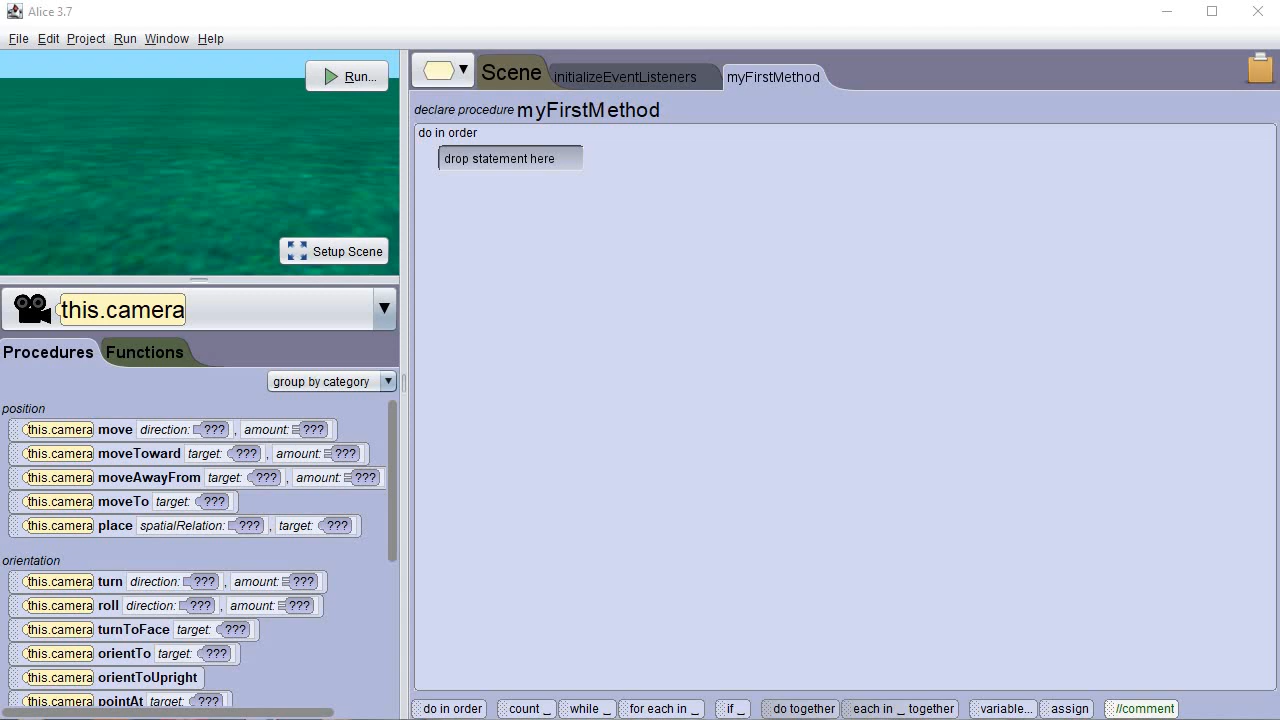 Alice 3.7
File Edit Project Run Window Help
Run...
Setup Scene
this.camera
Procedures Functions
group by category
position
this.camera move direction: ??? , amount: ???
this.camera moveToward target: ??? , amount: ???
this.camera moveAwayFrom target: ??? , amount: ???
this.camera moveTo target: ???
this.camera place spatialRelation: ??? , target: ???
orientation
this.camera turn direction: ??? , amount: ???
this.camera roll direction: ??? , amount: ???
this.camera turnToFace target: ???
this.camera orientTo target: ???
this.camera orientToUpright
this.camera pointAt target: ???
Scene initializeEventListeners myFirstMethod
declare procedure myFirstMethod
do in order
drop statement here
do in order count _ while _ for each in _ if _ do together each in _ together variable... assign //comment